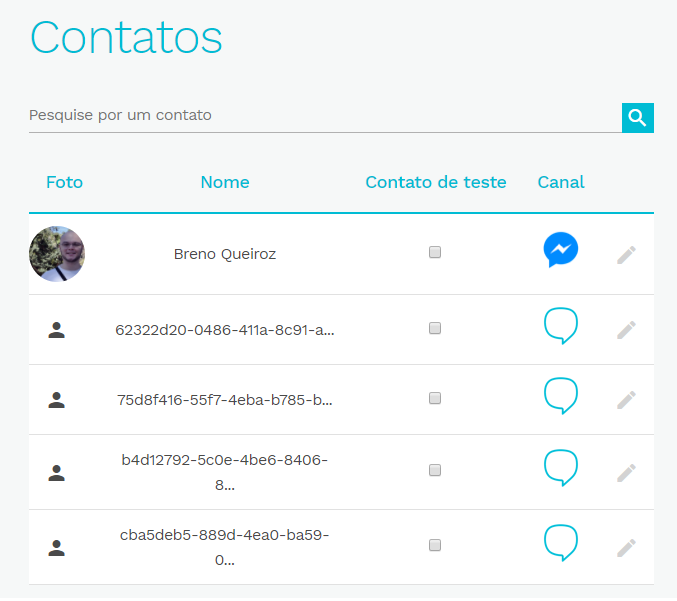 Contatos
Pesquise por um contato
Foto Nome Contato de teste Canal
Breno Queiroz
62322d20-0486-411a-8c91-a...
75d8f416-55f7-4eba-b785-b...
b4d12792-5c0e-4be6-8406-
8...
cba5deb5-889d-4ea0-ba59-
0...